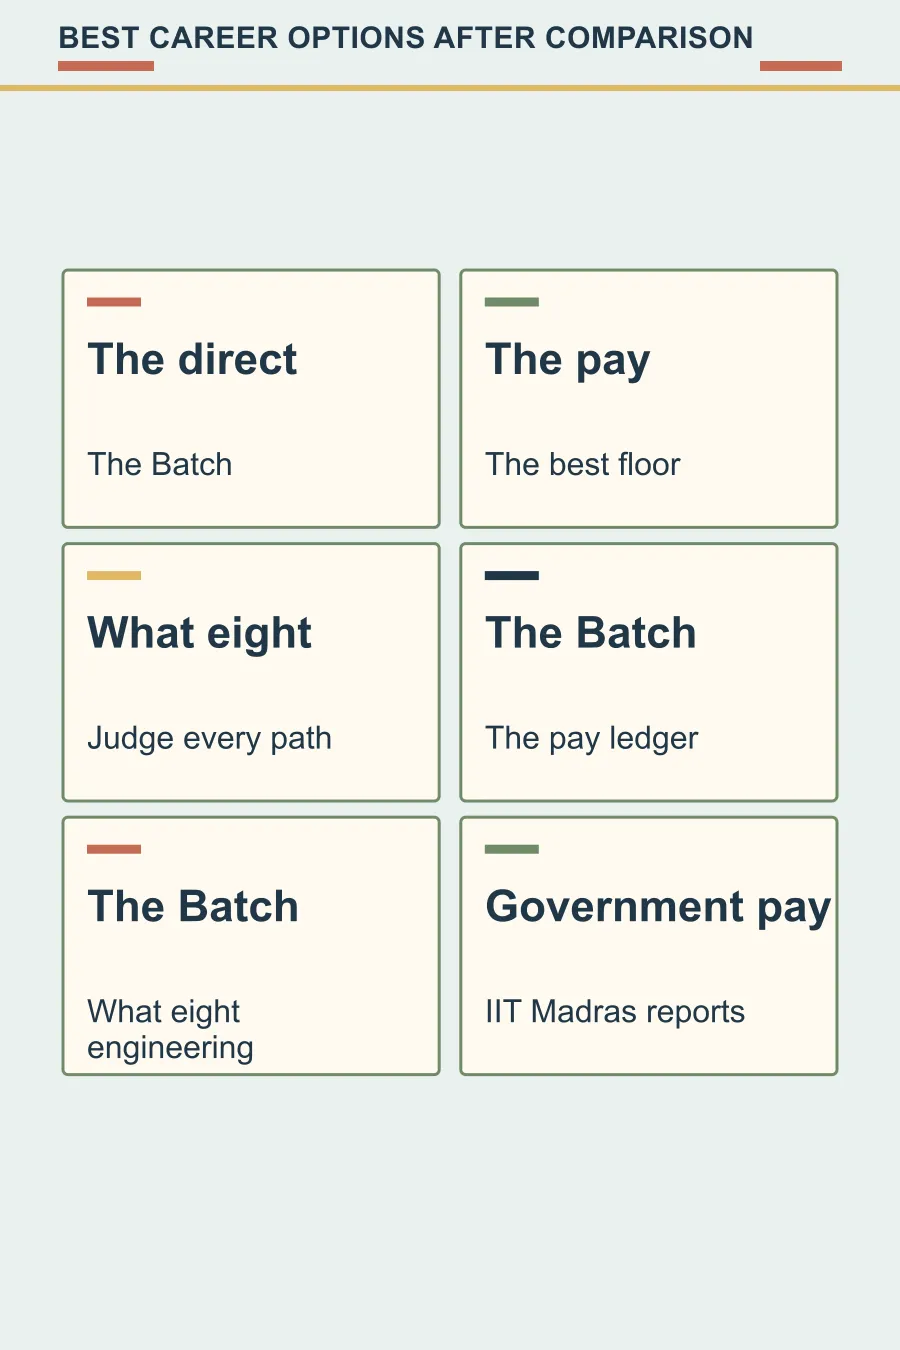 BEST CAREER OPTIONS AFTER COMPARISON
The direct
The Batch
The pay
The best floor
What eight
Judge every path
The Batch
The pay ledger
The Batch
What eight
engineering
Government pay
IIT Madras reports